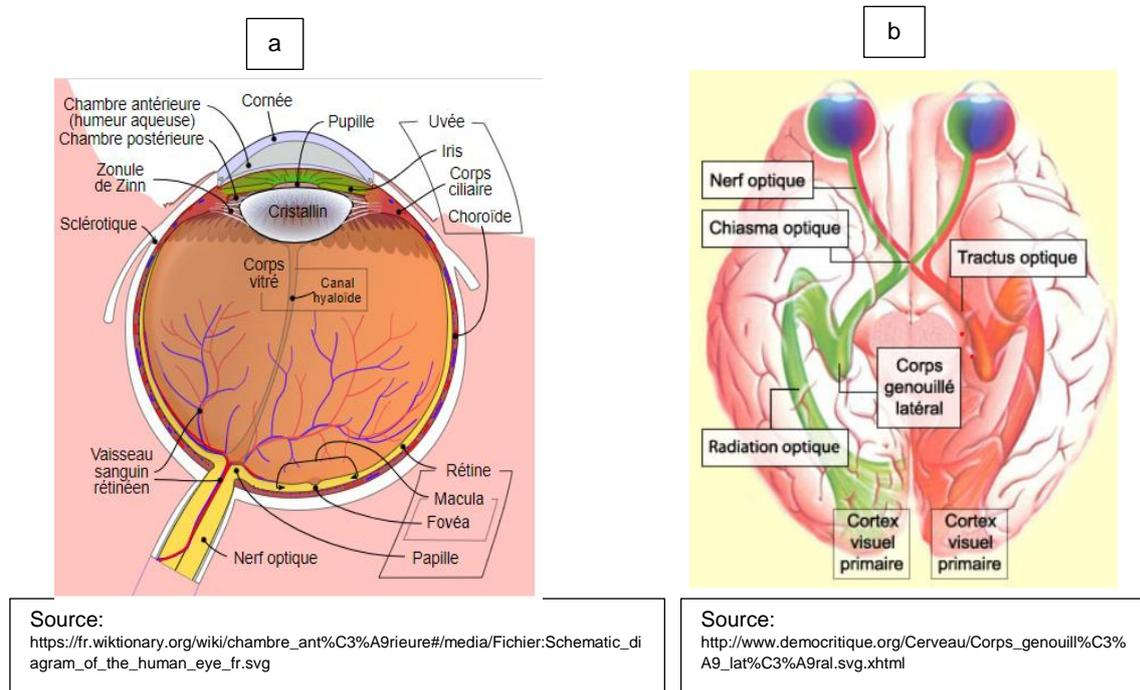 a
Chambre antérieure
(humeur aqueuse)
Chambre postérieure
Cornée
Pupille
Uvée
Iris
Corps
ciliaire
Choroïde
Zonule
de Zinn
Sclérotique
Cristallin
Corps
vitré
Canal
hyaloïde
Vaisseau
sanguin
rétinéen
Rétine
Macula
Fovéa
Papille
Nerf optique
Source:
https://fr.wiktionary.org/wiki/chambre_ant%C3%A9rieure#/media/Fichier:Schematic_di
agram_of_the_human_eye_fr.svg
b
Nerf optique
Chiasma optique
Tractus optique
Corps
genouillé
latéral
Radiation optique
Cortex
visuel
primaire
Cortex
visuel
primaire
Source:
http://www.democritique.org/Cerveau/Corps_genouill%C3%
A9_lat%C3%A9ral.svg.xhtml